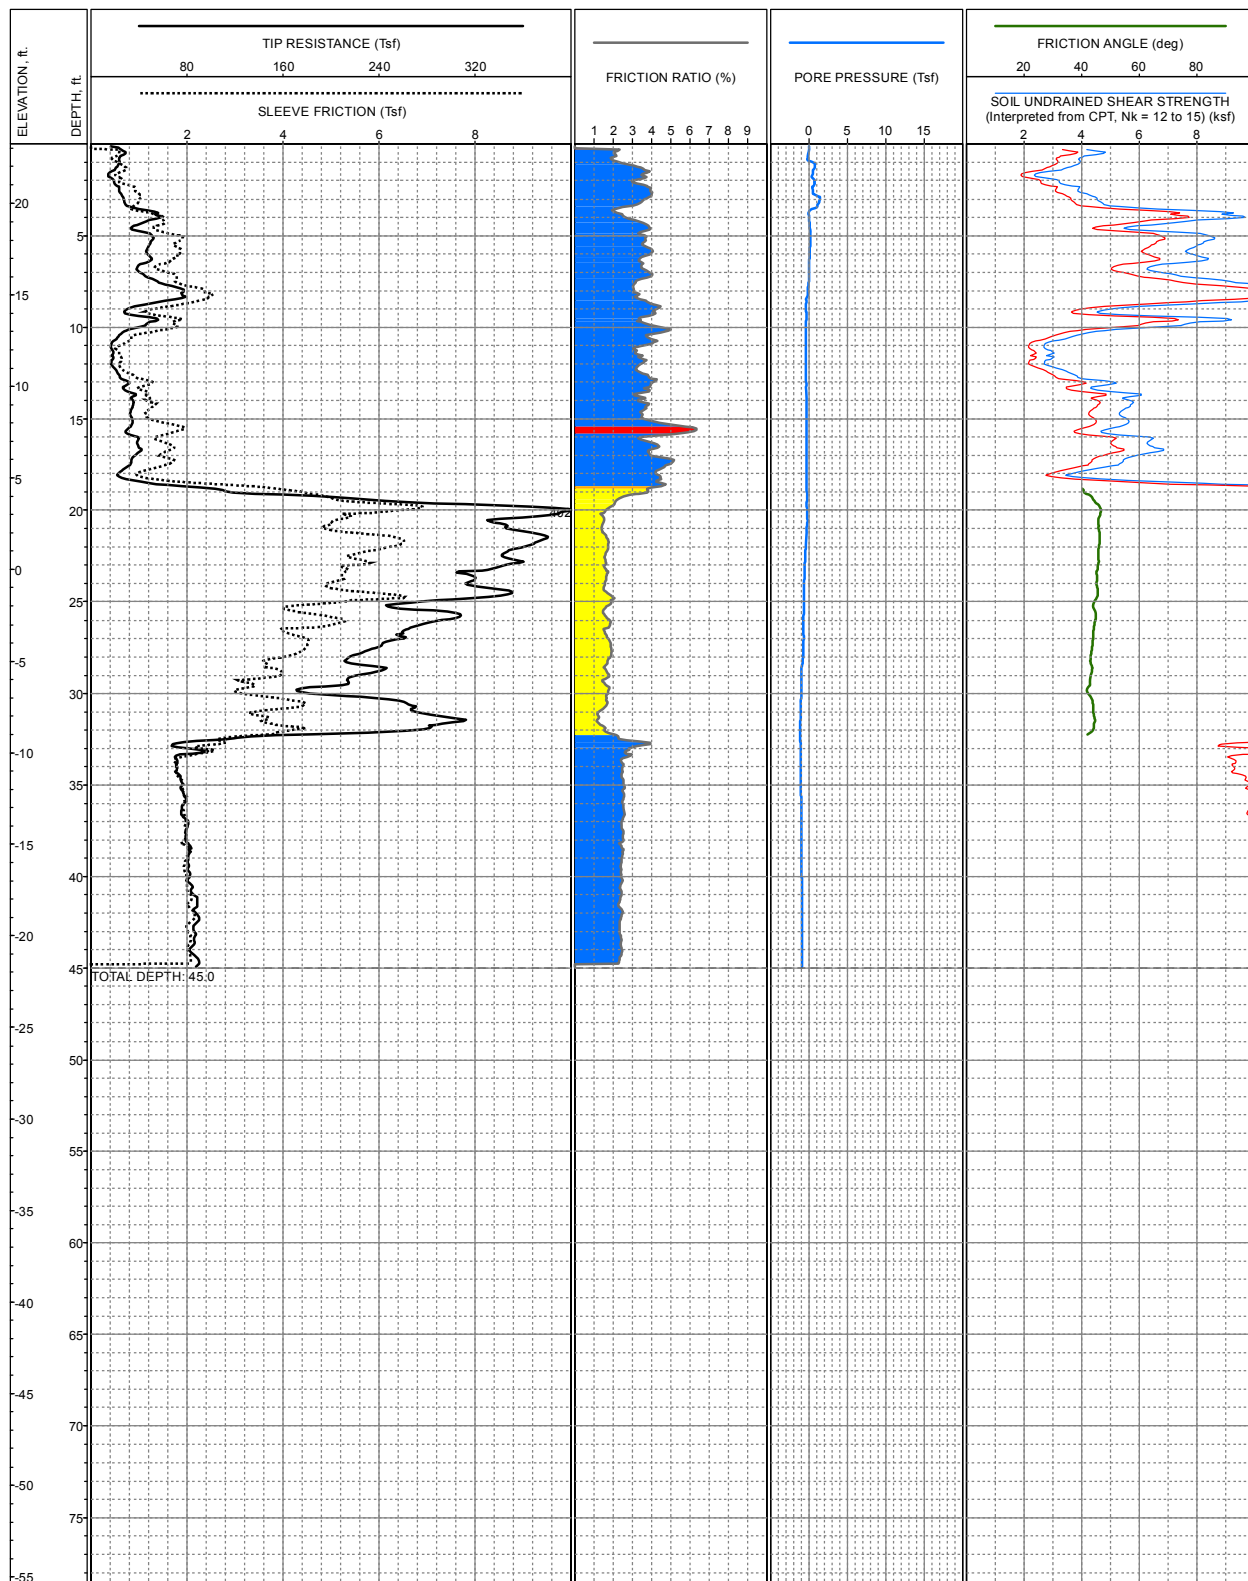 ELEVATION, ft.
DEPTH, ft.
TIP RESISTANCE (Tsf)
80 160 240 320
SLEEVE FRICTION (Tsf)
2 4 6 8
FRICTION RATIO (%)
1 2 3 4 5 6 7 8 9
PORE PRESSURE (Tsf)
0 5 10 15
FRICTION ANGLE (deg)
20 40 60 80
SOIL UNDRAINED SHEAR STRENGTH
(Interpreted from CPT, Nk = 12 to 15) (ksf)
2 4 6 8
20
5
15
10
10
15
5
20
402
0
25
-5
30
-10
35
-15
40
-20
45
TOTAL DEPTH: 45.0
-25
50
-30
55
-35
60
-40
65
-45
70
-50
75
-55